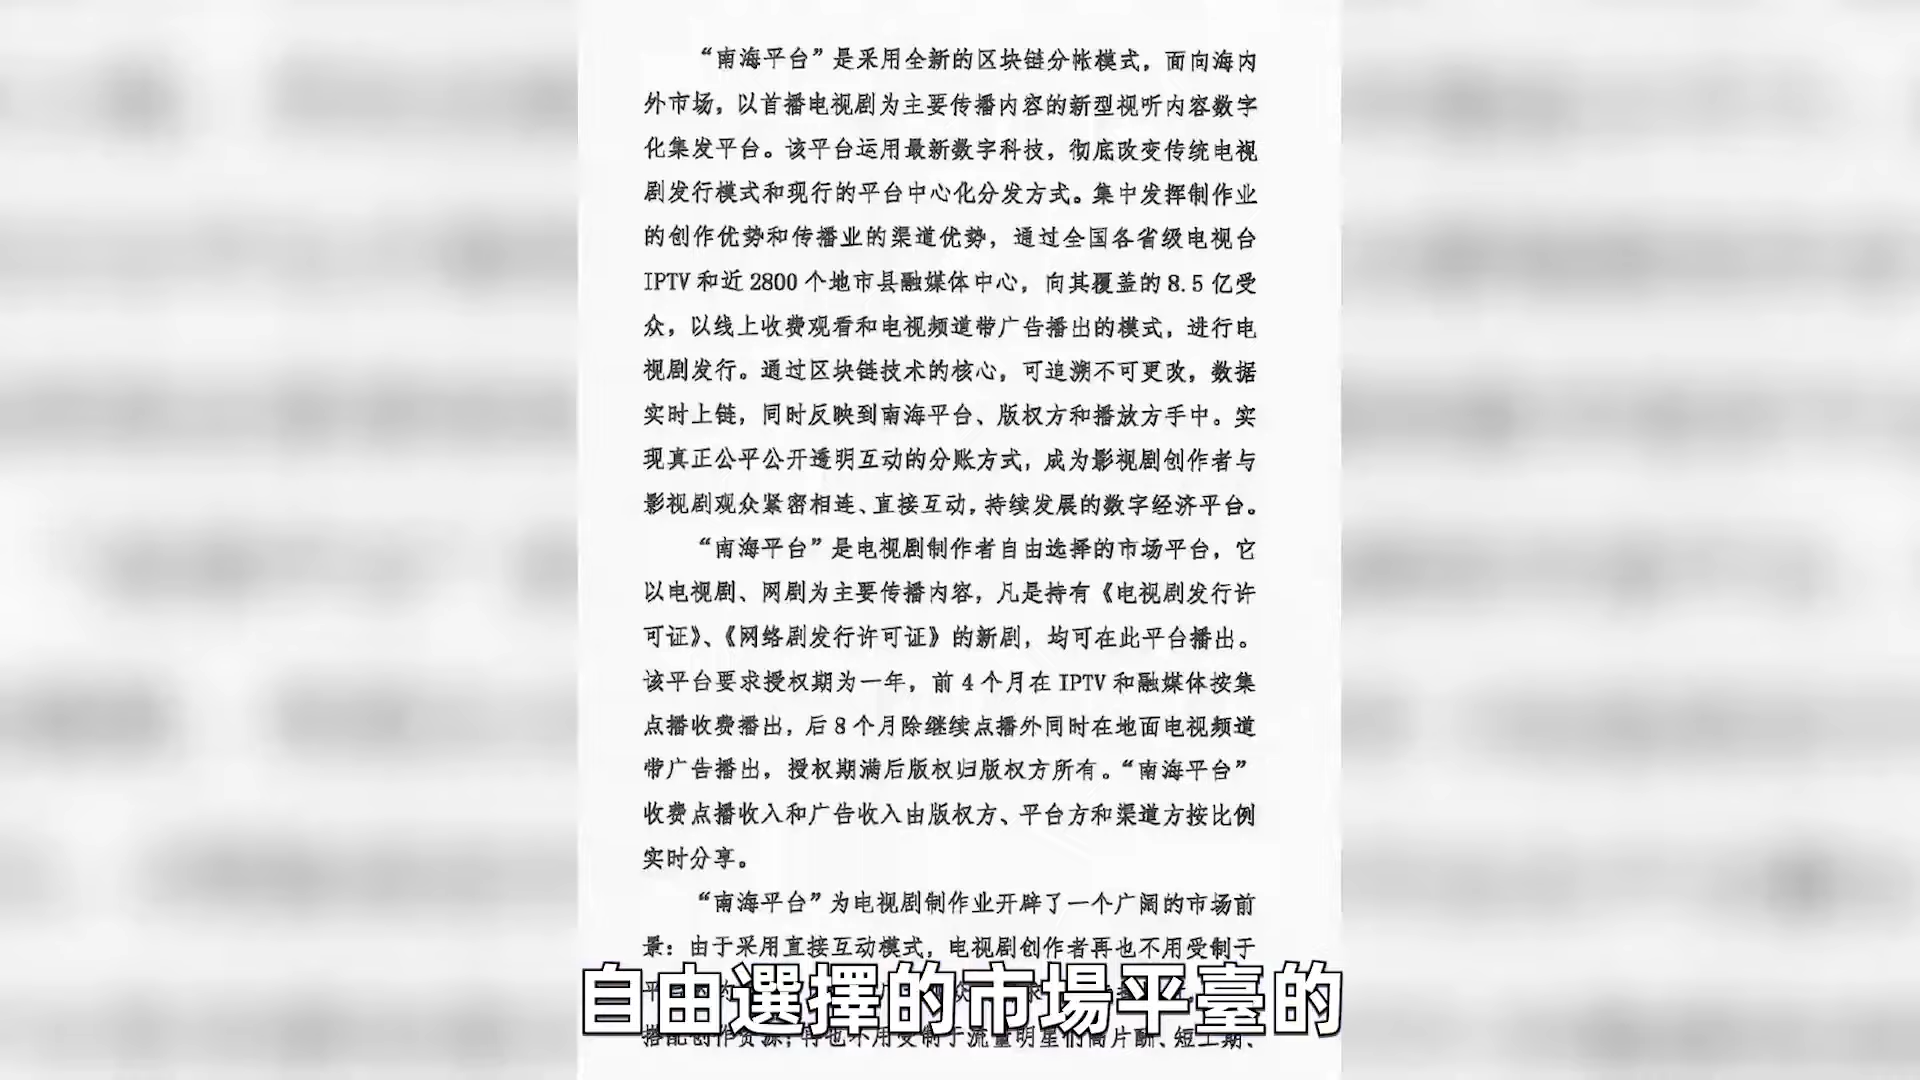 “南海平台”是采用全新的区块链分帐模式，面向海内
外市场，以首播电视剧为主要传播内容的新型视听内容数字
化集发平台。该平台运用最新数字科技，彻底改变传统电视
剧发行模式和现行的平台中心化分发方式。集中发挥制作业
的创作优势和传播业的渠道优势，通过全国各省级电视台
IPTV 和近 2800 个地市县融媒体中心，向其覆盖的 8.5 亿受
众，以线上收费观看和电视频道带广告播出的模式，进行电
视剧发行。通过区块链技术的核心，可追溯不可更改，数据
实时上链，同时反映到南海平台、版权方和播放方手中。实
现真正公平公开透明互动的分账方式，成为影视剧创作者与
影视剧观众紧密相连、直接互动，持续发展的数字经济平台。
“南海平台”是电视剧制作者自由选择的市场平台，它
以电视剧、网剧为主要传播内容，凡是持有《电视剧发行许
可证》、《网络剧发行许可证》的新剧，均可在此平台播出。
该平台要求授权期为一年，前 4 个月在 IPTV 和融媒体按集
点播收费播出，后 8 个月除继续点播外同时在地面电视频道
带广告播出，授权期满后版权归版权方所有。“南海平台”
收费点播收入和广告收入由版权方、平台方和渠道方按比例
实时分享。
“南海平台”为电视剧制作业开辟了一个广阔的市场前
景：由于采用直接互动模式，电视剧创作者再也不用受制于
自由選擇的市場平臺的
搭配创作资源；再也不用受制于流量明星们高片酬、短工期、